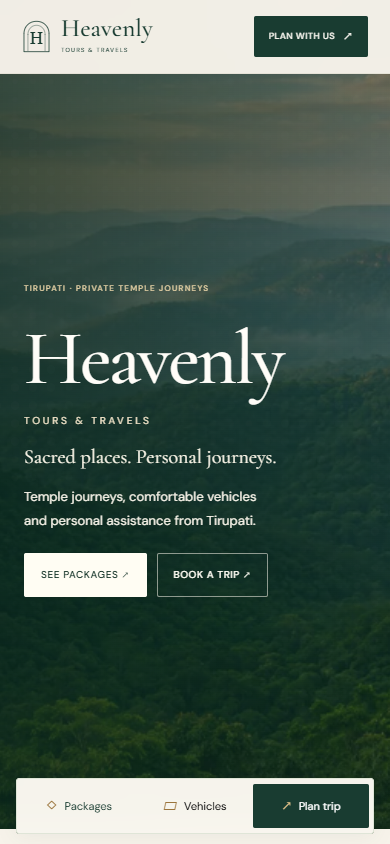 H
Heavenly
TOURS & TRAVELS
PLAN WITH US ↗
TIRUPATI · PRIVATE TEMPLE JOURNEYS
Heavenly
TOURS & TRAVELS
Sacred places. Personal journeys.
Temple journeys, comfortable vehicles
and personal assistance from Tirupati.
SEE PACKAGES ↗
BOOK A TRIP ↗
Packages
Vehicles
↗ Plan trip